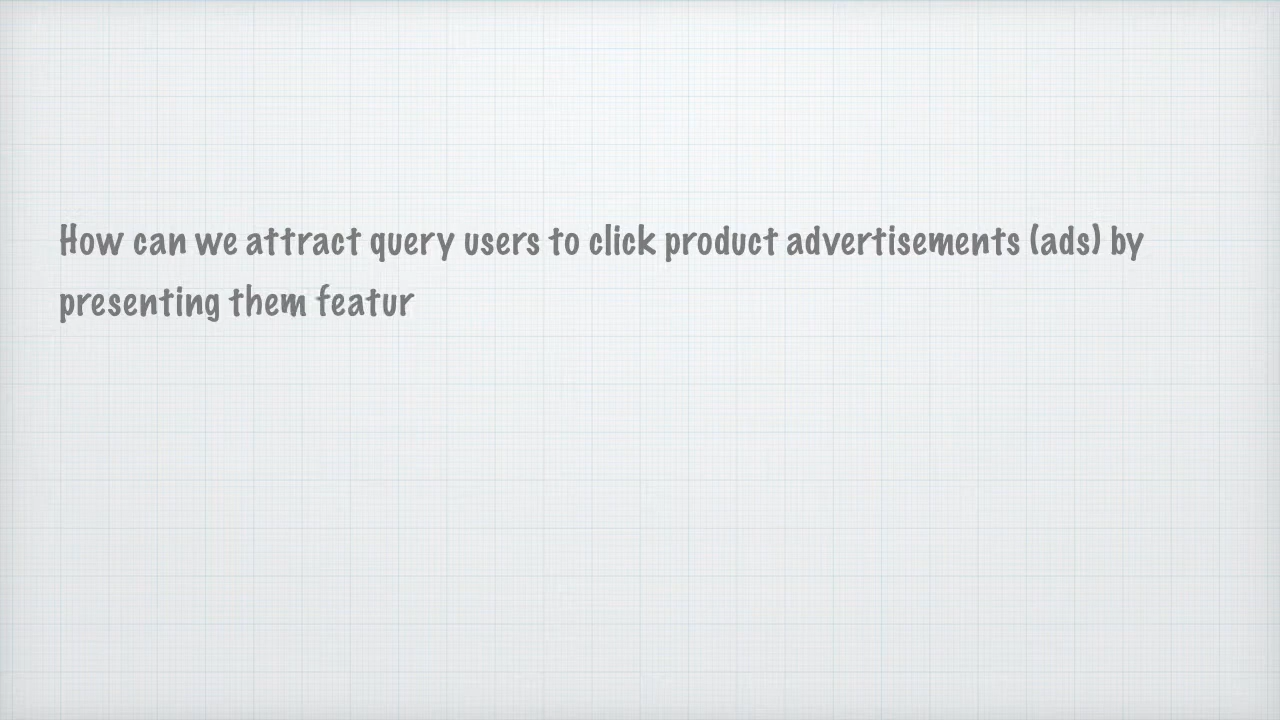 How can we attract query users to click product advertisements (ads) by
presenting them featur